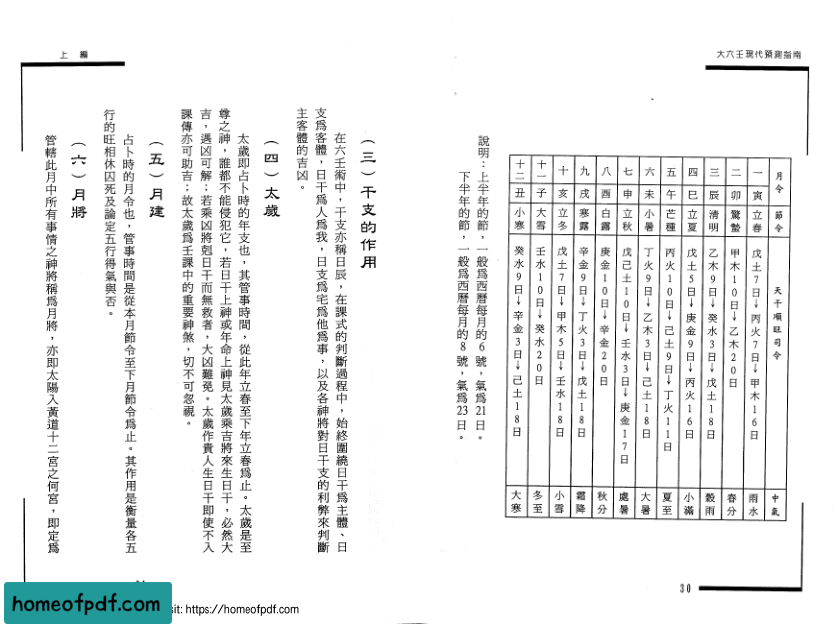 大六壬現代預測指南
月令 節令 天干順旺司令 中氣
一 寅 立春 戊土7日→丙火7日→甲木16日 雨水
二 卯 驚蟄 甲木10日→乙木20日 春分
三 辰 清明 乙木9日→癸水3日→戊土18日 穀雨
四 巳 立夏 戊土5日→庚金9日→丙火16日 小滿
五 午 芒種 丙火10日→己土9日→丁火11日 夏至
六 未 小暑 丁火9日→乙木3日→己土18日 大暑
七 申 立秋 戊己土10日→壬水3日→庚金17日 處暑
八 酉 白露 庚金10日→辛金20日 秋分
九 戌 寒露 辛金9日→丁火3日→戊土18日 霜降
十 亥 立冬 戊土7日→甲木5日→壬水18日 小雪
十一 子 大雪 壬水10日→癸水20日 冬至
十二 丑 小寒 癸水9日→辛金3日→己土18日 大寒
說明：上半年的節，一般爲西曆每月的6號，氣爲21日。
下半年的節，一般爲西曆每月的8號，氣爲23日。
30
上編
（三）干支的作用
在六壬術中，干支亦稱日辰，在課式的判斷過程中，始終圍繞日干爲主體、日
支爲客體，日干爲人爲我，日支爲宅爲他爲事，以及各神將對日干支的利弊來判斷
主客體的吉凶。
（四）太歲
太歲即占卜時的年支也，其管事時間，從此年立春至下年立春爲止。太歲是至
尊之神，誰都不能侵犯它，若日干上神或年命上神見太歲乘吉將來生日干，必然大
吉，遇凶可解；若乘凶將剋日干而無救者，大凶難免。太歲作貴人生日干即使不入
課傳亦可助吉；故太歲爲壬課中的重要神煞，切不可忽視。
（五）月建
占卜時的月令也，管事時間是從本月節令至下月節令爲止。其作用是衡量各五
行的旺相休囚死及論定五行得氣與否。
（六）月將
管轄此月中所有事情之神將稱爲月將，亦即太陽入黃道十二宮之何宮，即定爲
homeofpdf.com
sit: https://homeofpdf.com